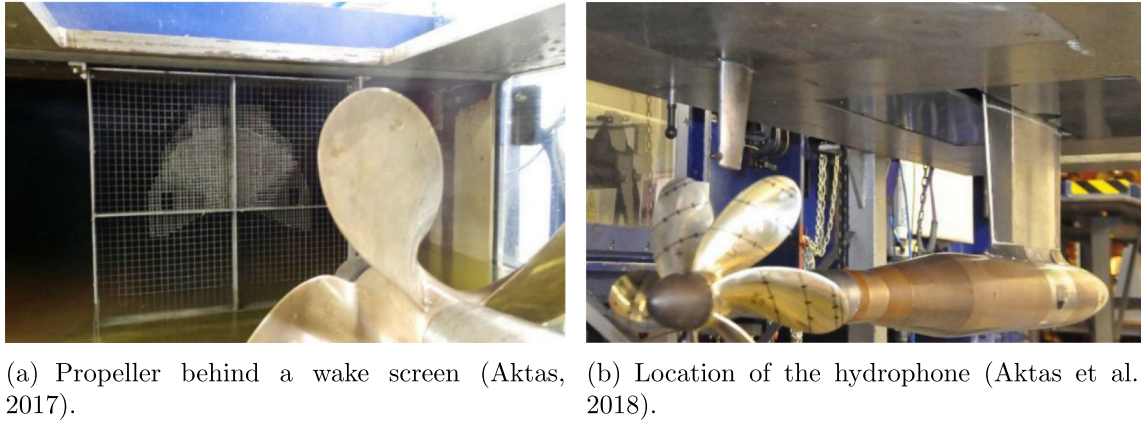 (a) Propeller behind a wake screen (Aktas,
2017).
(b) Location of the hydrophone (Aktas et al.
2018).